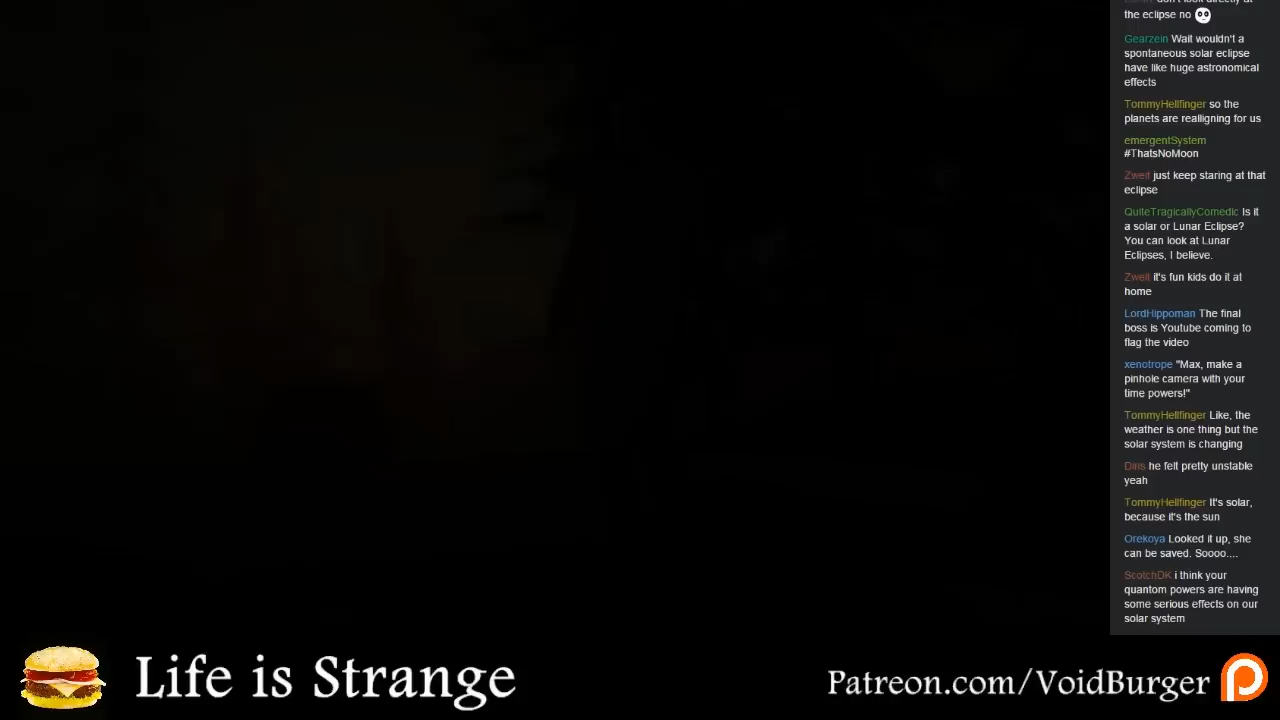 the eclipse no
Gearzein Wait wouldn't a
spontaneous solar eclipse
have like huge astronomical
effects
TommyHellfinger so the
planets are realligning for us
emergentSystem
#ThatsNoMoon
Zweit just keep staring at that
eclipse
QuiteTragicallyComedic Is it
a solar or Lunar Eclipse?
You can look at Lunar
Eclipses, I believe.
Zweit it's fun kids do it at
home
LordHippoman The final
boss is Youtube coming to
flag the video
xenotrope "Max, make a
pinhole camera with your
time powers!"
TommyHellfinger Like, the
weather is one thing but the
solar system is changing
Diris he felt pretty unstable
yeah
TommyHellfinger It's solar,
because it's the sun
Orekoya Looked it up, she
can be saved. Soooo....
ScotchDK i think your
quantom powers are having
some serious effects on our
solar system
Life is Strange
Patreon.com/VoidBurger